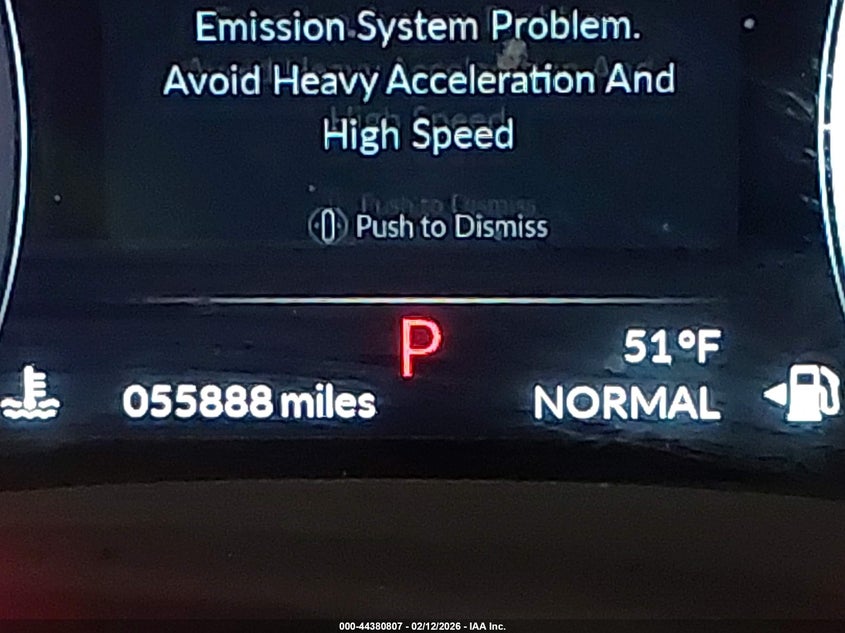 Emission System Problem.
Avoid Heavy Acceleration And
High Speed
Push to Dismiss
P
51°F
055888 miles
NORMAL
000-44380807 - 02/12/2026 - IAA Inc.